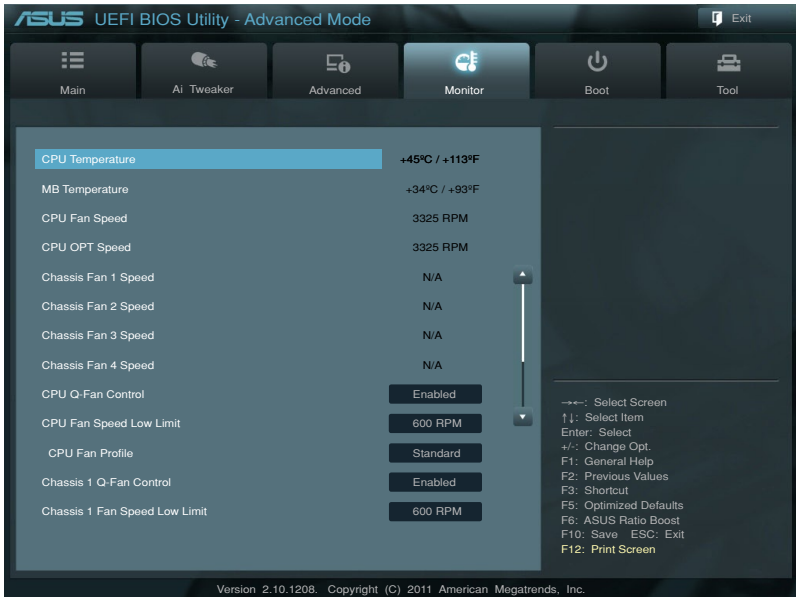 ASUS UEFI BIOS Utility - Advanced Mode
Exit
Main
Ai Tweaker
Advanced
Monitor
Boot
Tool
CPU Temperature +45ºC / +113ºF
MB Temperature +34ºC / +93ºF
CPU Fan Speed 3325 RPM
CPU OPT Speed 3325 RPM
Chassis Fan 1 Speed N/A
Chassis Fan 2 Speed N/A
Chassis Fan 3 Speed N/A
Chassis Fan 4 Speed N/A
CPU Q-Fan Control Enabled
CPU Fan Speed Low Limit 600 RPM
CPU Fan Profile Standard
Chassis 1 Q-Fan Control Enabled
Chassis 1 Fan Speed Low Limit 600 RPM
→←: Select Screen
↑↓: Select Item
Enter: Select
+/-: Change Opt.
F1: General Help
F2: Previous Values
F3: Shortcut
F5: Optimized Defaults
F6: ASUS Ratio Boost
F10: Save ESC: Exit
F12: Print Screen
Version 2.10.1208. Copyright (C) 2011 American Megatrends, Inc.